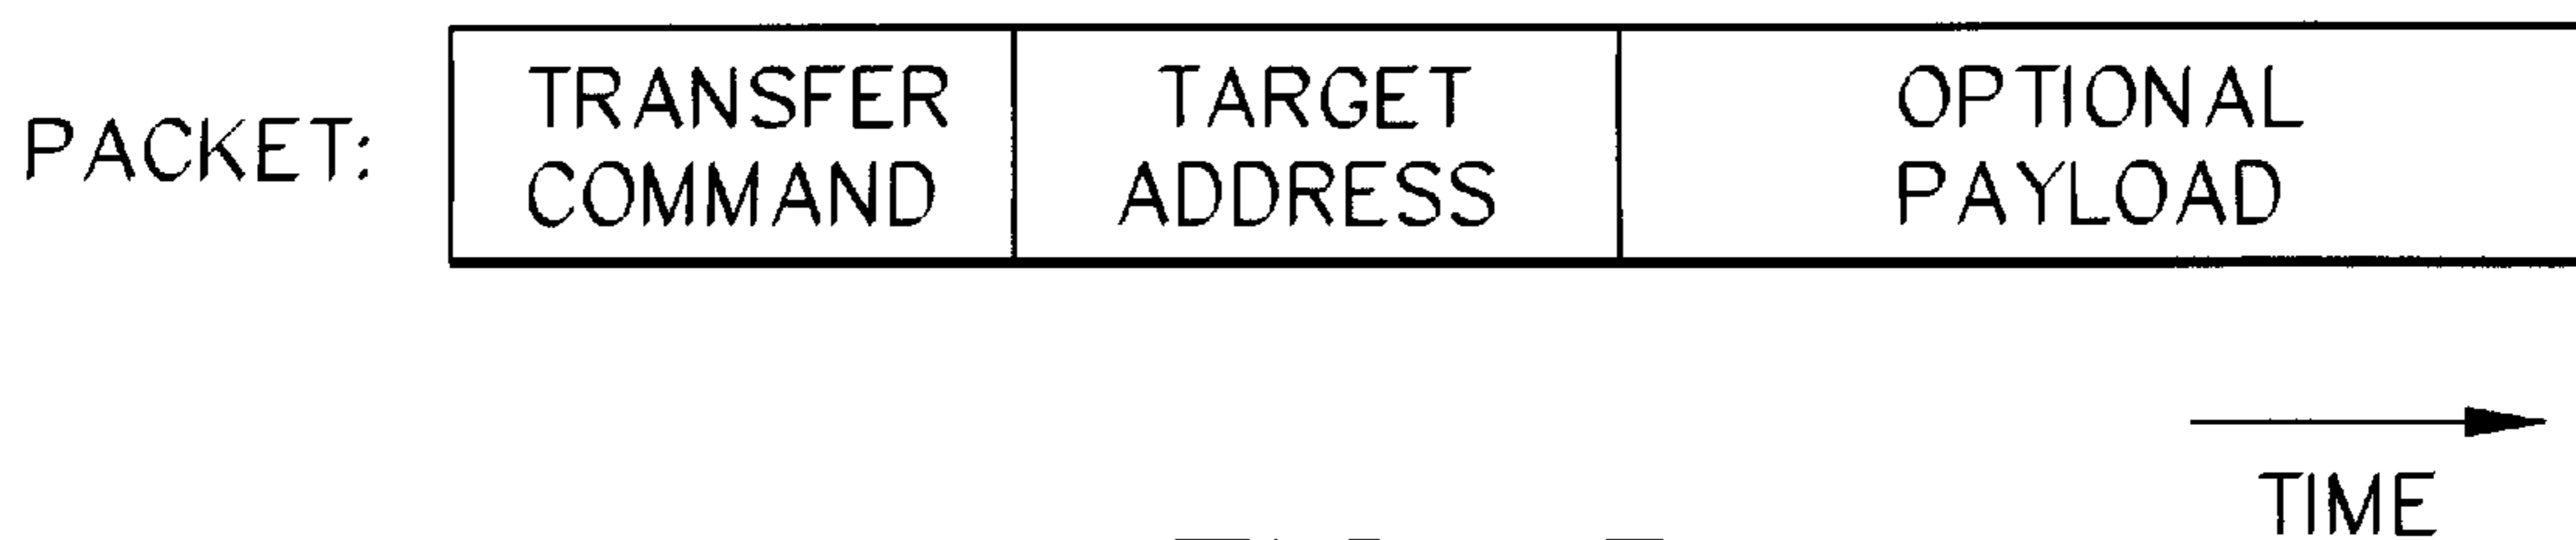 PACKET:
TRANSFER
COMMAND
TARGET
ADDRESS
OPTIONAL
PAYLOAD
TIME